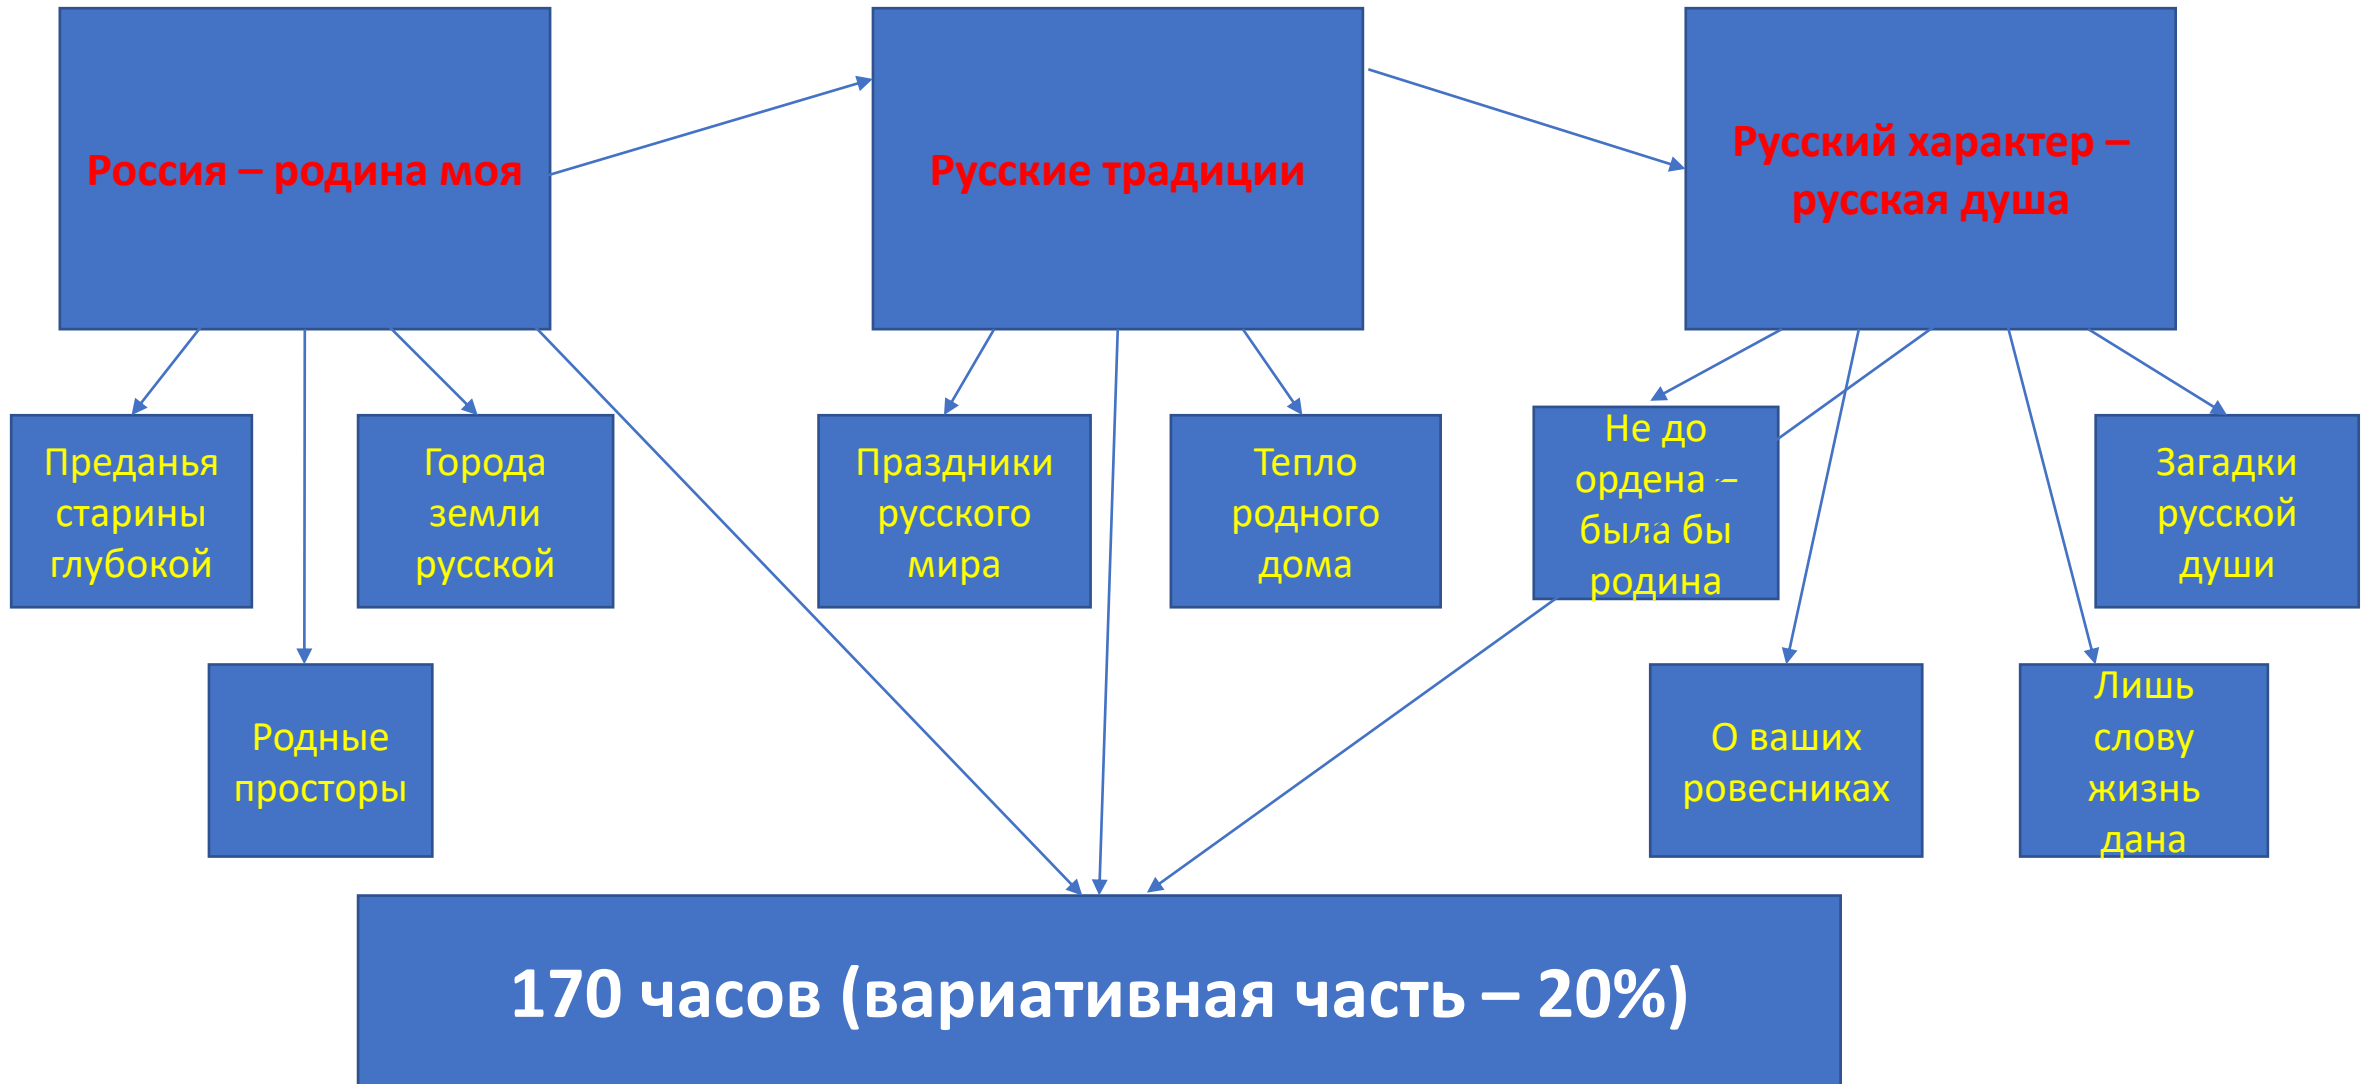 Россия – родина моя
Русские традиции
Русский характер –
русская душа
Преданья
старины
глубокой
Города
земли
русской
Праздники
русского
мира
Тепло
родного
дома
Не до
ордена –
была бы
родина
Загадки
русской
души
Родные
просторы
О ваших
ровесниках
Лишь
слову
жизнь
дана
170 часов (вариативная часть – 20%)